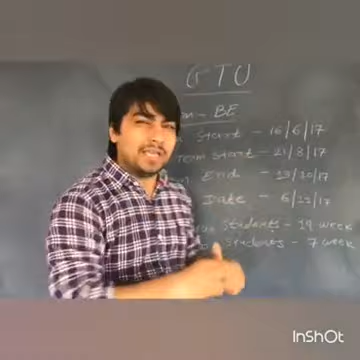 GTU
BE
Start - 16/6/17
Term Start - 21/8/17
End - 13/10/17
Date - 6/12/17
Students - 19 week
Students - 7 week
InShOt